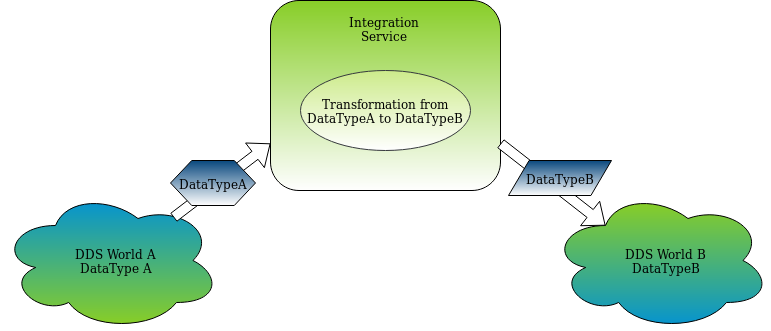 Integration
Service
Transformation from
DataTypeA to DataTypeB
DataTypeA
DataTypeB
DDS World A
DataType A
DDS World B
DataTypeB